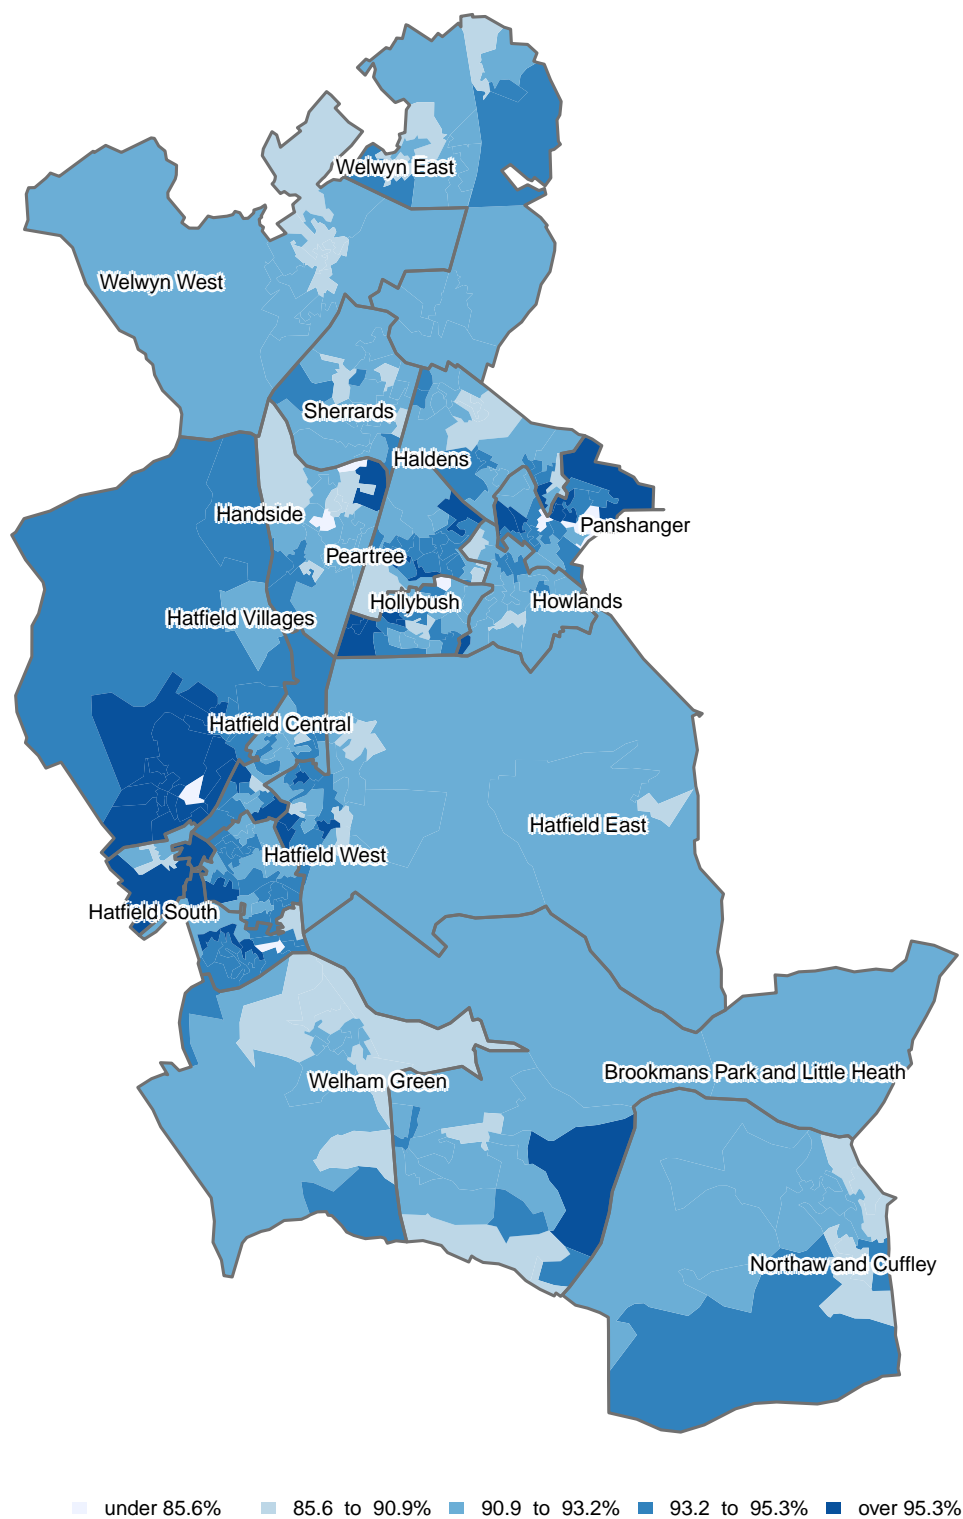 Welwyn East
Welwyn West
Sherrards
Haldens
Handside
Panshanger
Peartree
Hollybush
Howlands
Hatfield Villages
Hatfield Central
Hatfield East
Hatfield West
Hatfield South
Brookmans Park and Little Heath
Welham Green
Northaw and Cuffley
under 85.6% 85.6 to 90.9% 90.9 to 93.2% 93.2 to 95.3% over 95.3%